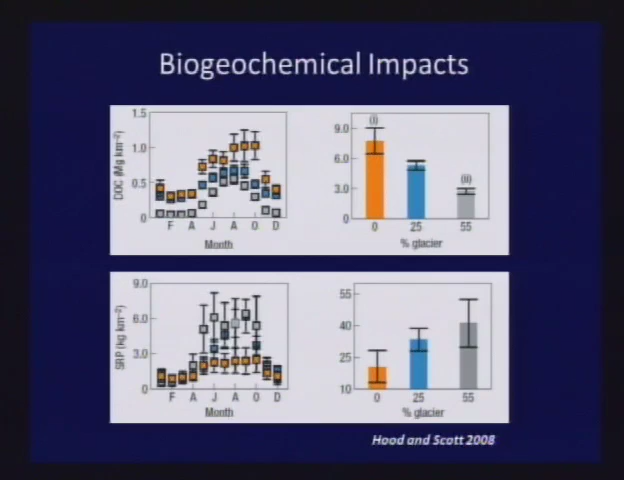 Biogeochemical Impacts
DOC (Mg km⁻²)
1.5
1.0
0.5
0
F A J A O D
Month
9.0
6.0
3.0
0
(i)
(ii)
0 25 55
% glacier
SRP (kg km⁻²)
9.0
6.0
3.0
0
F A J A O D
Month
55
40
25
10
0 25 55
% glacier
Hood and Scott 2008